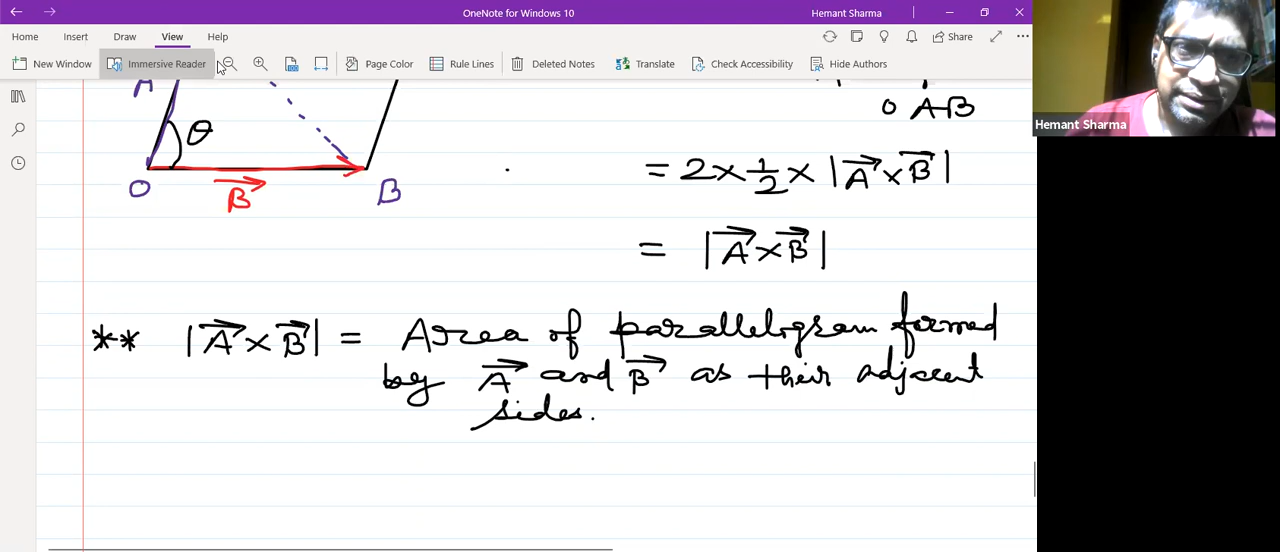 OneNote for Windows 10
Hemant Sharma
Home
Insert
Draw
View
Help
Share
New Window
Immersive Reader
Page Color
Rule Lines
Deleted Notes
Translate
Check Accessibility
Hide Authors
Hemant Sharma
A
θ
O
B⃗
B
O A B
= 2 × 1/2 × |A⃗ × B⃗|
= |A⃗ × B⃗|
** |A⃗ × B⃗| = Area of parallelogram formed
by A⃗ and B⃗ as their adjacent
sides.